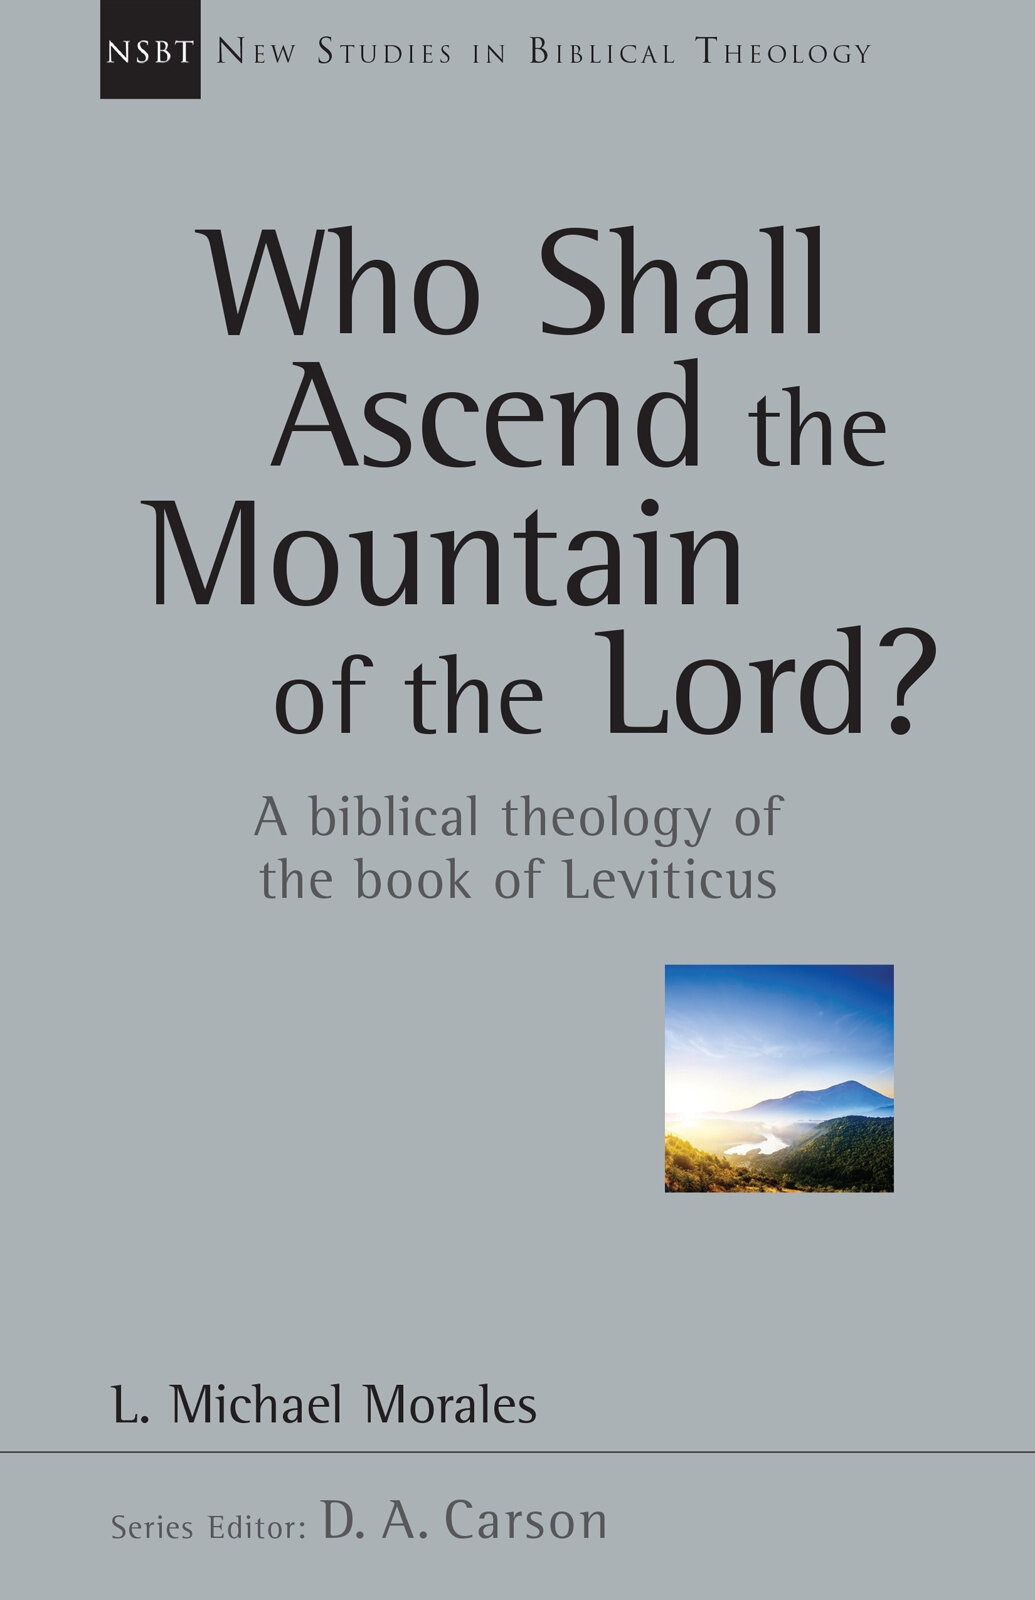 NSBT New Studies in Biblical Theology
Who Shall
Ascend the
Mountain
of the Lord?
A biblical theology of
the book of Leviticus
L. Michael Morales
Series Editor: D. A. Carson